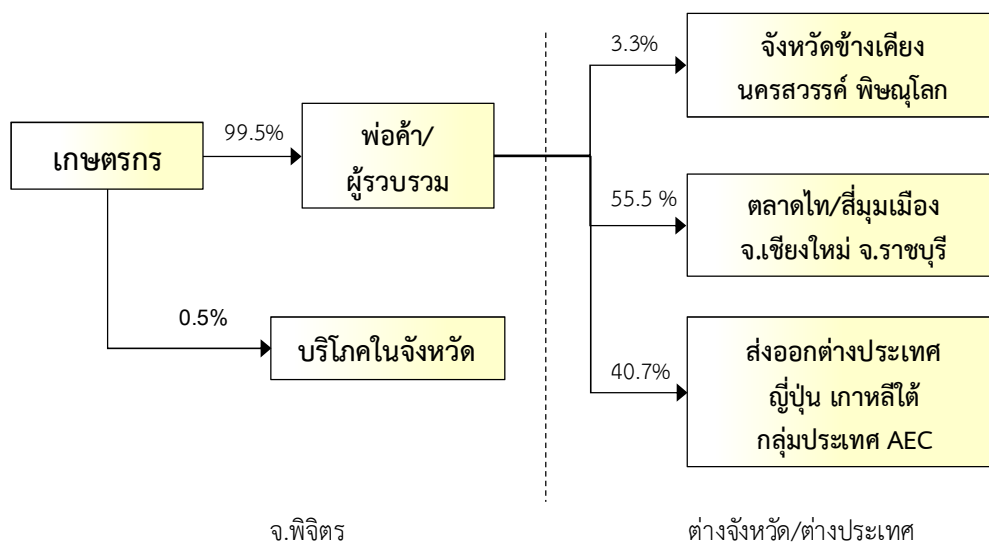 เกษตรกร
99.5%
พ่อค้า/
ผู้รวบรวม
0.5%
บริโภคในจังหวัด
3.3%
จังหวัดข้างเคียง
นครสวรรค์ พิษณุโลก
55.5 %
ตลาดไท/สี่มุมเมือง
จ.เชียงใหม่ จ.ราชบุรี
40.7%
ส่งออกต่างประเทศ
ญี่ปุ่น เกาหลีใต้
กลุ่มประเทศ AEC
จ.พิจิตร
ต่างจังหวัด/ต่างประเทศ